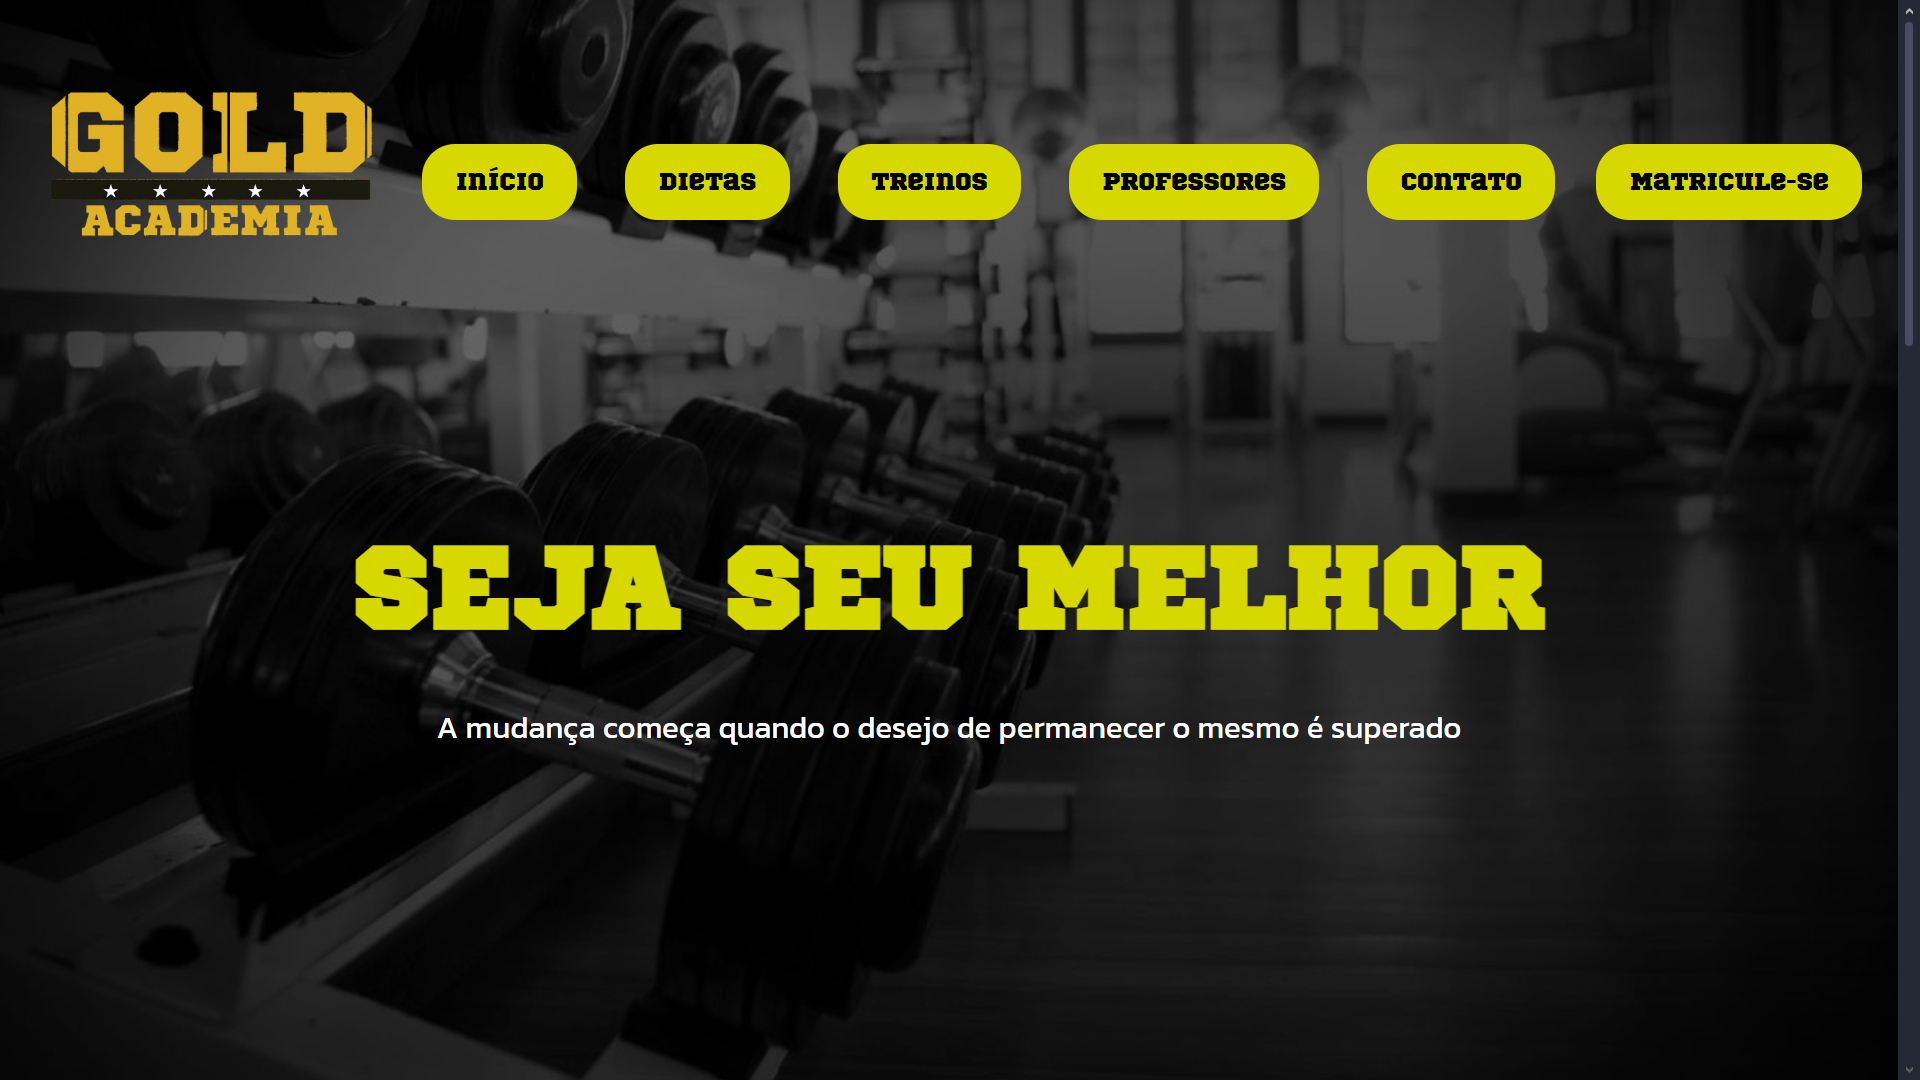 GOLD
ACADEMIA
Início
Dietas
Treinos
Professores
Contato
Matricule-se
SEJA SEU MELHOR
A mudança começa quando o desejo de permanecer o mesmo é superado